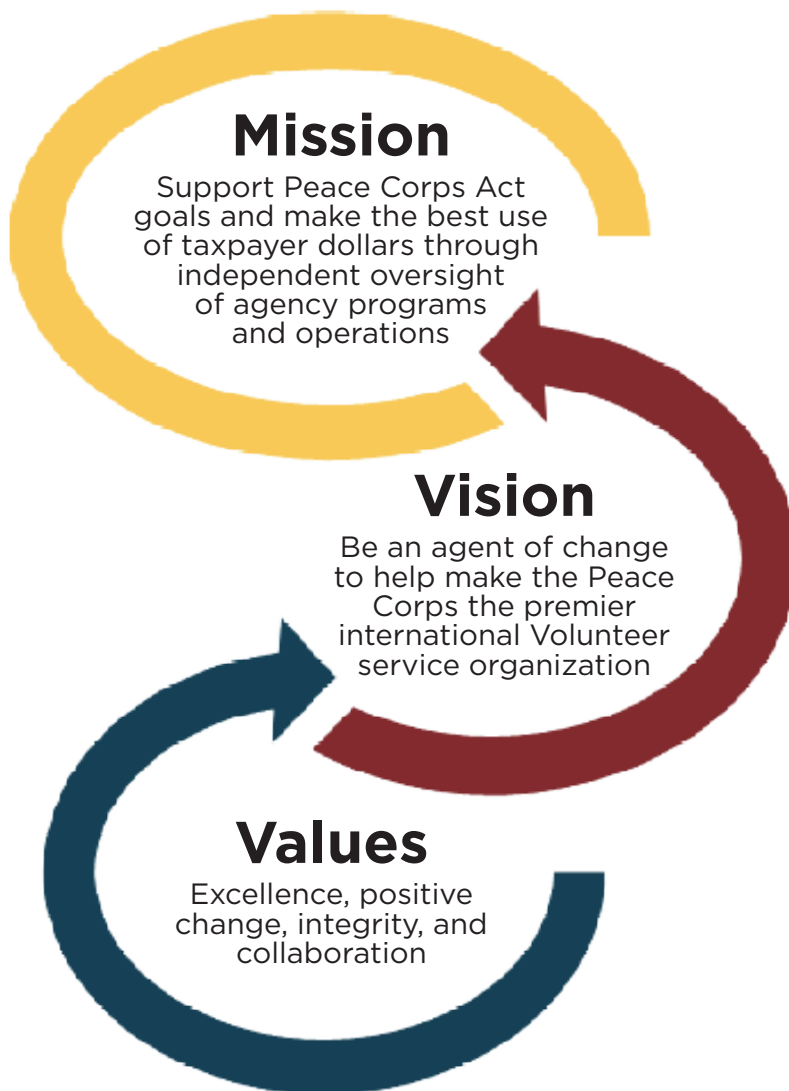 Mission
Support Peace Corps Act
goals and make the best use
of taxpayer dollars through
independent oversight
of agency programs
and operations
Vision
Be an agent of change
to help make the Peace
Corps the premier
international Volunteer
service organization
Values
Excellence, positive
change, integrity, and
collaboration